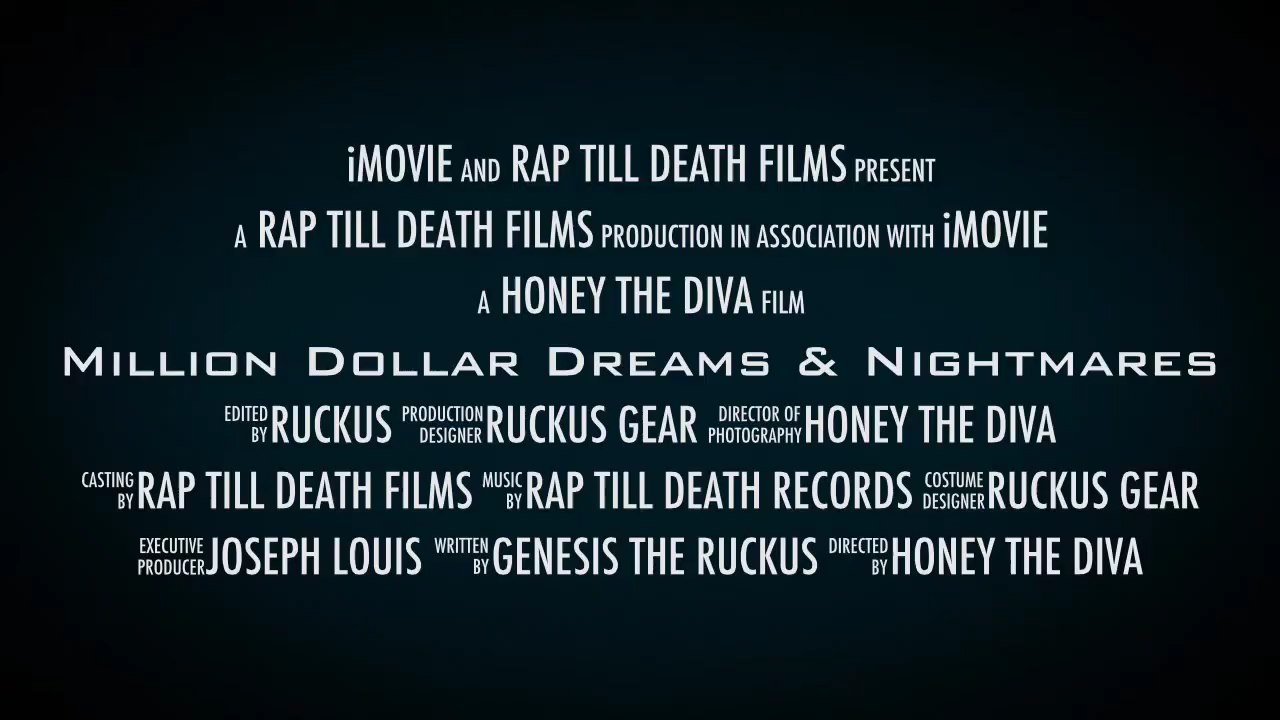 iMOVIE AND RAP TILL DEATH FILMS PRESENT
A RAP TILL DEATH FILMS PRODUCTION IN ASSOCIATION WITH iMOVIE
A HONEY THE DIVA FILM
MILLION DOLLAR DREAMS & NIGHTMARES
EDITED BY RUCKUS PRODUCTION DESIGNER RUCKUS GEAR DIRECTOR OF PHOTOGRAPHY HONEY THE DIVA
CASTING BY RAP TILL DEATH FILMS MUSIC BY RAP TILL DEATH RECORDS COSTUME DESIGNER RUCKUS GEAR
EXECUTIVE PRODUCER JOSEPH LOUIS WRITTEN BY GENESIS THE RUCKUS DIRECTED BY HONEY THE DIVA